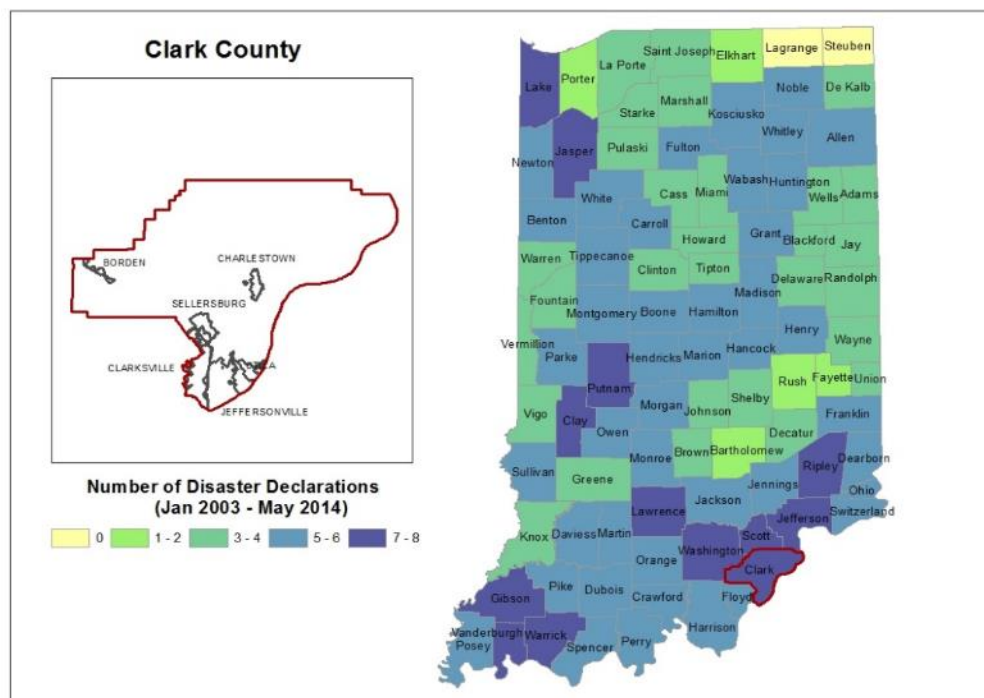 Clark County
BORDEN
CHARLESTOWN
SELLERSBURG
CLARKSVILLE
JEFFERSONVILLE
Number of Disaster Declarations
(Jan 2003 - May 2014)
0
1 - 2
3 - 4
5 - 6
7 - 8
Lake
Porter
La Porte
Saint Joseph
Elkhart
Lagrange
Steuben
Noble
De Kalb
Starke
Marshall
Kosciusko
Whitley
Allen
Newton
Jasper
Pulaski
Fulton
Wabash
Huntington
Wells
Adams
White
Cass
Miami
Benton
Carroll
Grant
Blackford
Jay
Howard
Warren
Tippecanoe
Clinton
Tipton
Delaware
Randolph
Madison
Fountain
Montgomery
Boone
Hamilton
Henry
Wayne
Vermillion
Parke
Putnam
Hendricks
Marion
Hancock
Rush
Fayette
Union
Vigo
Clay
Owen
Morgan
Johnson
Shelby
Franklin
Decatur
Sullivan
Greene
Monroe
Brown
Bartholomew
Ripley
Dearborn
Jennings
Ohio
Jackson
Switzerland
Lawrence
Jefferson
Knox
Daviess
Martin
Washington
Scott
Orange
Clark
Gibson
Pike
Dubois
Crawford
Floyd
Harrison
Vanderburgh
Posey
Warrick
Spencer
Perry